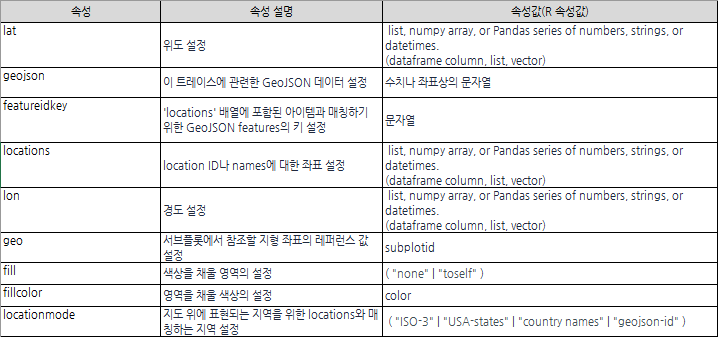 속성 속성 설명 속성값(R 속성값)
lat
위도 설정
list, numpy array, or Pandas series of numbers, strings, or
datetimes.
(dataframe column, list, vector)
geojson
이 트레이스에 관련한 GeoJSON 데이터 설정
수치나 좌표상의 문자열
featureidkey
'locations' 배열에 포함된 아이템과 매칭하기
위한 GeoJSON features의 키 설정
문자열
locations
location ID나 names에 대한 좌표 설정
list, numpy array, or Pandas series of numbers, strings, or
datetimes.
(dataframe column, list, vector)
lon
경도 설정
list, numpy array, or Pandas series of numbers, strings, or
datetimes.
(dataframe column, list, vector)
geo
서브플롯에서 참조할 지형 좌표의 레퍼런스 값
설정
subplotid
fill
색상을 채울 영역의 설정
( "none" | "toself" )
fillcolor
영역을 채울 색상의 설정
color
locationmode
지도 위에 표현되는 지역을 위한 locations와 매
칭하는 지역 설정
( "ISO-3" | "USA-states" | "country names" | "geojson-id" )